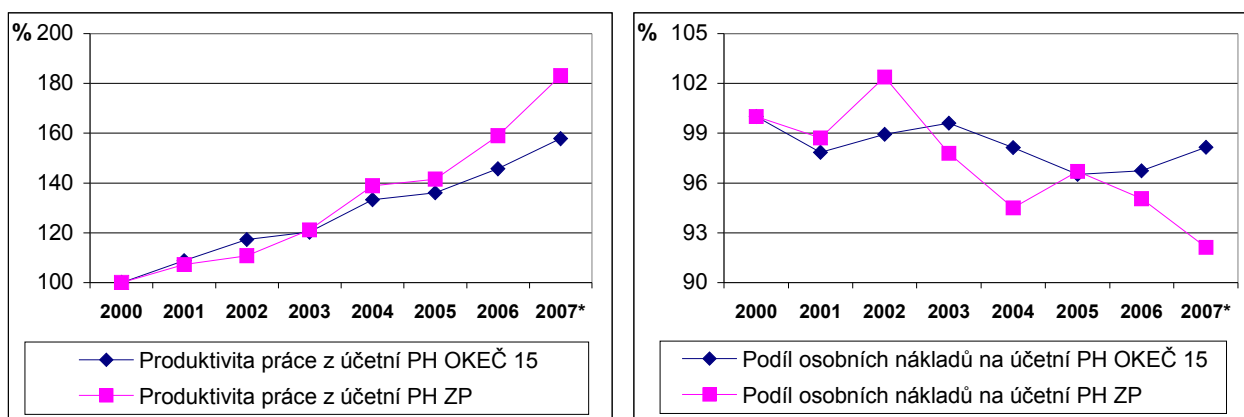 % 200
180
160
140
120
100
2000 2001 2002 2003 2004 2005 2006 2007*
Produktivita práce z účetní PH OKEČ 15
Produktivita práce z účetní PH ZP
% 105
102
99
96
93
90
2000 2001 2002 2003 2004 2005 2006 2007*
Podíl osobních nákladů na účetní PH OKEČ 15
Podíl osobních nákladů na účetní PH ZP